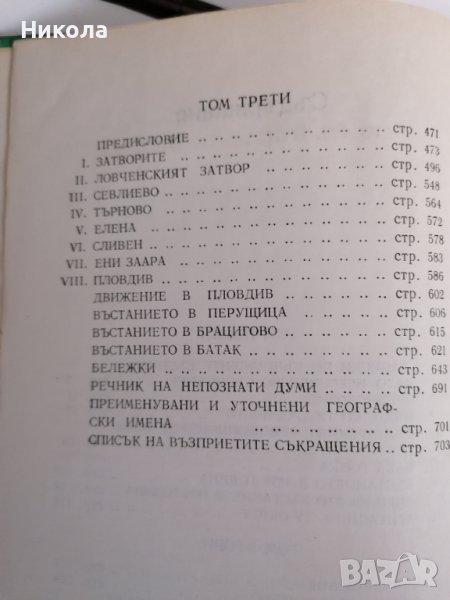 Никола
ТОМ ТРЕТИ
ПРЕДИСЛОВИЕ .. .. .. .. .. .. .. .. .. стр. 471
I. ЗАТВОРИТЕ .. .. .. .. .. .. .. .. .. стр. 473
II. ЛОВЧЕНСКИЯТ ЗАТВОР .. .. .. .. .. стр. 496
III. СЕВЛИЕВО .. .. .. .. .. .. .. .. .. стр. 548
IV. ТЪРНОВО .. .. .. .. .. .. .. .. .. стр. 564
V. ЕЛЕНА .. .. .. .. .. .. .. .. .. стр. 572
VI. СЛИВЕН .. .. .. .. .. .. .. .. .. стр. 578
VII. ЕНИ ЗААРА .. .. .. .. .. .. .. .. стр. 583
VIII. ПЛОВДИВ .. .. .. .. .. .. .. .. .. стр. 586
ДВИЖЕНИЕ В ПЛОВДИВ .. .. .. .. .. стр. 602
ВЪСТАНИЕТО В ПЕРУЩИЦА .. .. .. .. стр. 606
ВЪСТАНИЕТО В БРАЦИГОВО .. .. .. .. стр. 615
ВЪСТАНИЕТО В БАТАК .. .. .. .. .. стр. 621
БЕЛЕЖКИ .. .. .. .. .. .. .. .. .. стр. 643
РЕЧНИК НА НЕПОЗНАТИ ДУМИ .. .. .. стр. 691
ПРЕИМЕНУВАНИ И УТОЧНЕНИ ГЕОГРАФ-
СКИ ИМЕНА .. .. .. .. .. .. стр. 701
СПИСЪК НА ВЪЗПРИЕТИТЕ СЪКРАЩЕНИЯ .. .. стр. 703
BAZAR
.bg